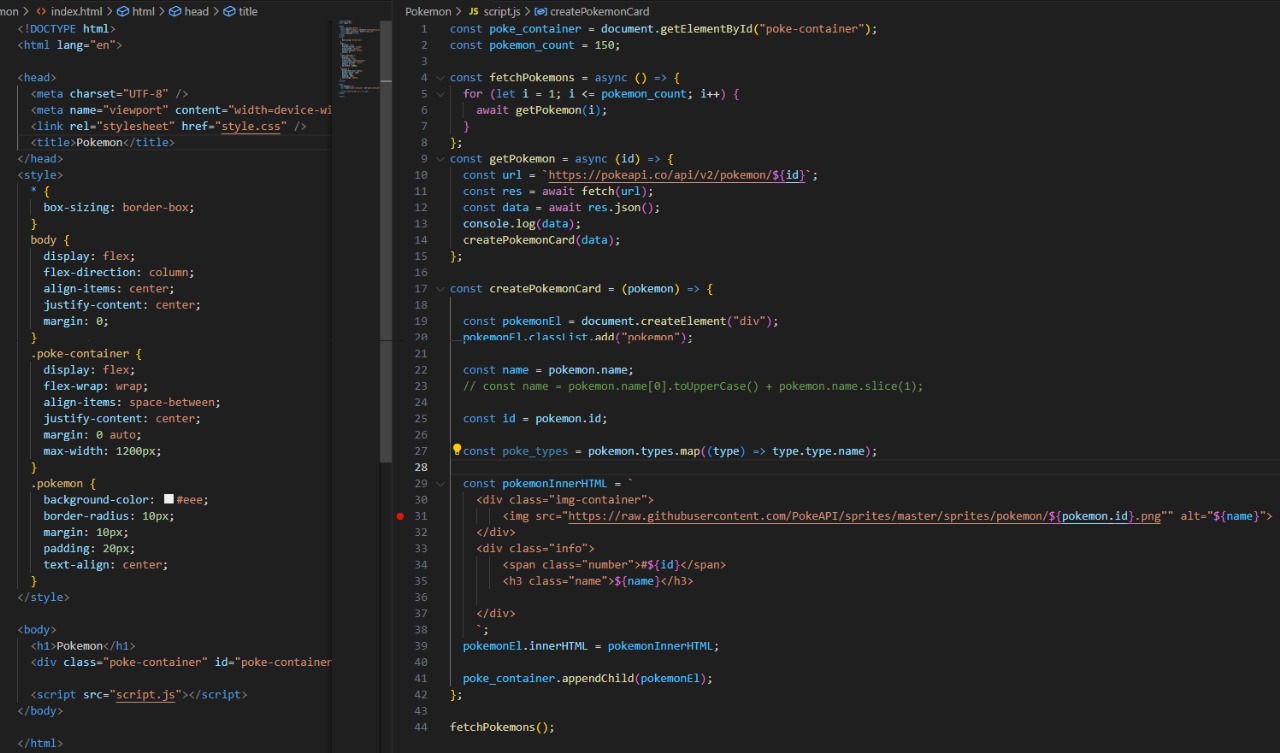 mon > <> index.html > html > head > title
<!DOCTYPE html>
<html lang="en">
<head>
<meta charset="UTF-8" />
<meta name="viewport" content="width=device-wi
<link rel="stylesheet" href="style.css" />
<title>Pokemon</title>
</head>
<style>
* {
box-sizing: border-box;
}
body {
display: flex;
flex-direction: column;
align-items: center;
justify-content: center;
margin: 0;
}
.poke-container {
display: flex;
flex-wrap: wrap;
align-items: space-between;
justify-content: center;
margin: 0 auto;
max-width: 1200px;
}
.pokemon {
background-color: #eee;
border-radius: 10px;
margin: 10px;
padding: 20px;
text-align: center;
}
</style>
<body>
<h1>Pokemon</h1>
<div class="poke-container" id="poke-container
<script src="script.js"></script>
</body>
</html>
Pokemon > JS script.js > createPokemonCard
1 const poke_container = document.getElementById("poke-container");
2 const pokemon_count = 150;
3
4 const fetchPokemons = async () => {
5 for (let i = 1; i <= pokemon_count; i++) {
6 await getPokemon(i);
7 }
8 };
9 const getPokemon = async (id) => {
10 const url = `https://pokeapi.co/api/v2/pokemon/${id}`;
11 const res = await fetch(url);
12 const data = await res.json();
13 console.log(data);
14 createPokemonCard(data);
15 };
16
17 const createPokemonCard = (pokemon) => {
18
19 const pokemonEl = document.createElement("div");
20 pokemonEl.classList.add("pokemon");
21
22 const name = pokemon.name;
23 // const name = pokemon.name[0].toUpperCase() + pokemon.name.slice(1);
24
25 const id = pokemon.id;
26
27 const poke_types = pokemon.types.map((type) => type.type.name);
28
29 const pokemonInnerHTML = `
30 <div class="img-container">
31 <img src="https://raw.githubusercontent.com/PokeAPI/sprites/master/sprites/pokemon/${pokemon.id}.png"" alt="${name}">
32 </div>
33 <div class="info">
34 <span class="number">#${id}</span>
35 <h3 class="name">${name}</h3>
36
37 </div>
38 `;
39 pokemonEl.innerHTML = pokemonInnerHTML;
40
41 poke_container.appendChild(pokemonEl);
42 };
43
44 fetchPokemons();